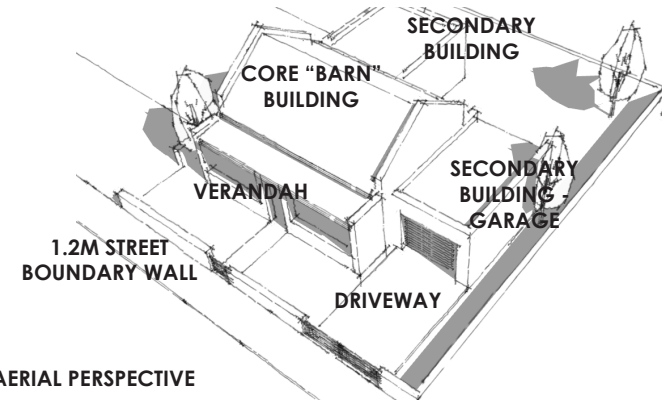 SECONDARY
BUILDING
CORE “BARN”
BUILDING
SECONDARY
BUILDING -
GARAGE
VERANDAH
1.2M STREET
BOUNDARY WALL
DRIVEWAY
AERIAL PERSPECTIVE